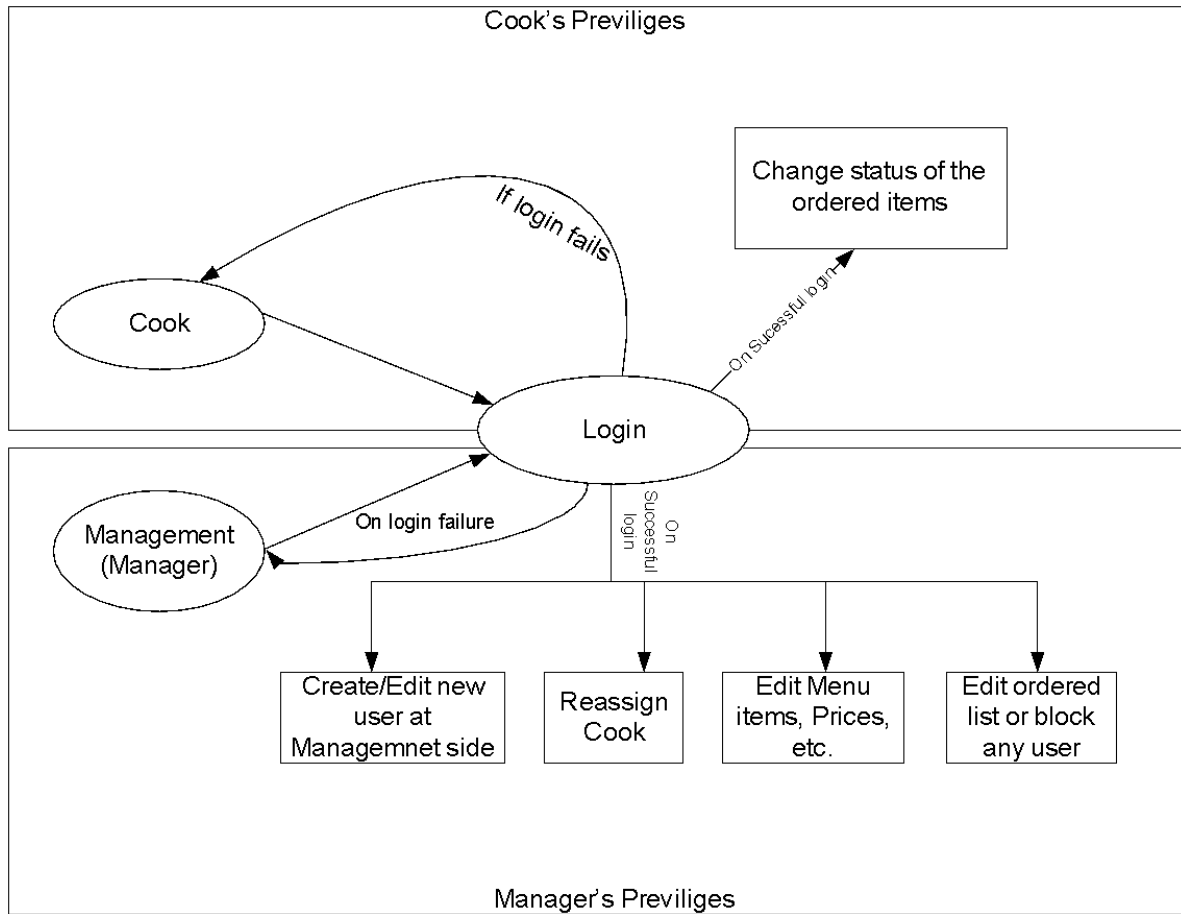 Cook's Previliges
Change status of the
ordered items
If login fails
On Sucessful login
Cook
Login
Management
(Manager)
On login failure
On
Successful
login
Create/Edit new
user at
Managemnet side
Reassign
Cook
Edit Menu
items, Prices,
etc.
Edit ordered
list or block
any user
Manager's Previliges